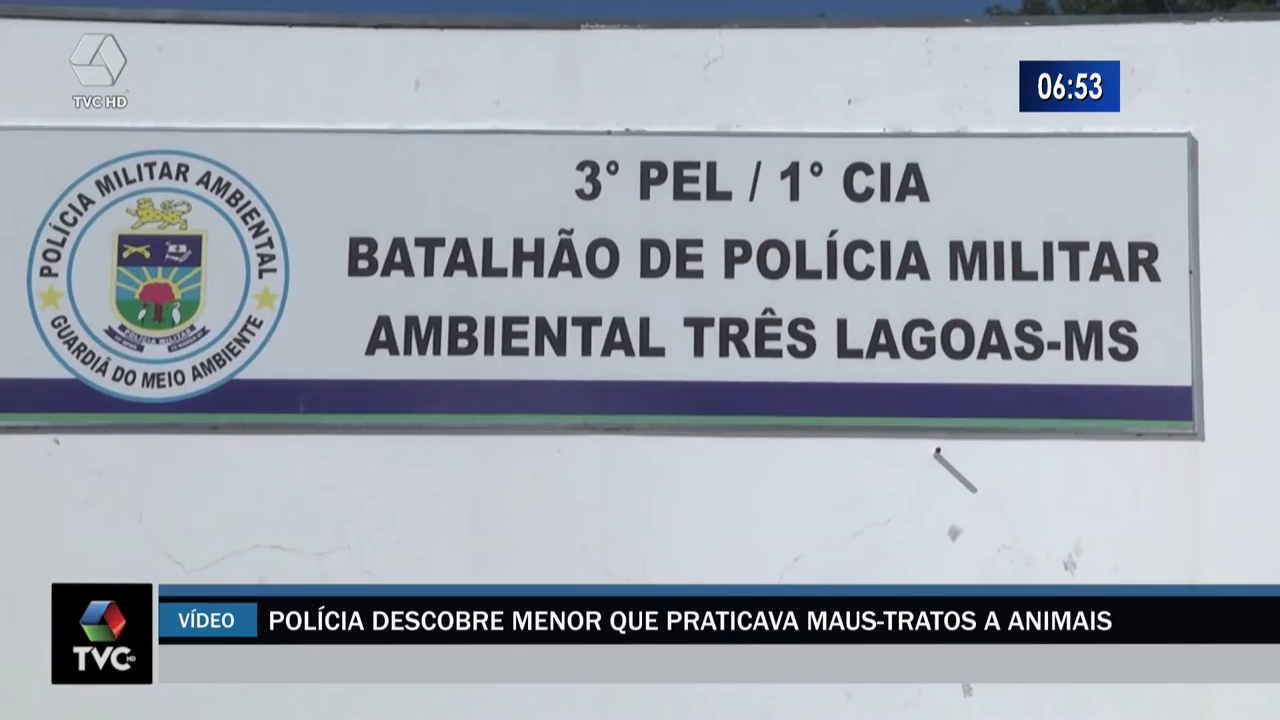 TVC HD
06:53
POLÍCIA MILITAR AMBIENTAL
GUARDIÃ DO MEIO AMBIENTE
POLÍCIA MILITAR
3° PEL / 1° CIA
BATALHÃO DE POLÍCIA MILITAR
AMBIENTAL TRÊS LAGOAS-MS
VÍDEO
POLÍCIA DESCOBRE MENOR QUE PRATICAVA MAUS-TRATOS A ANIMAIS
TVC HD